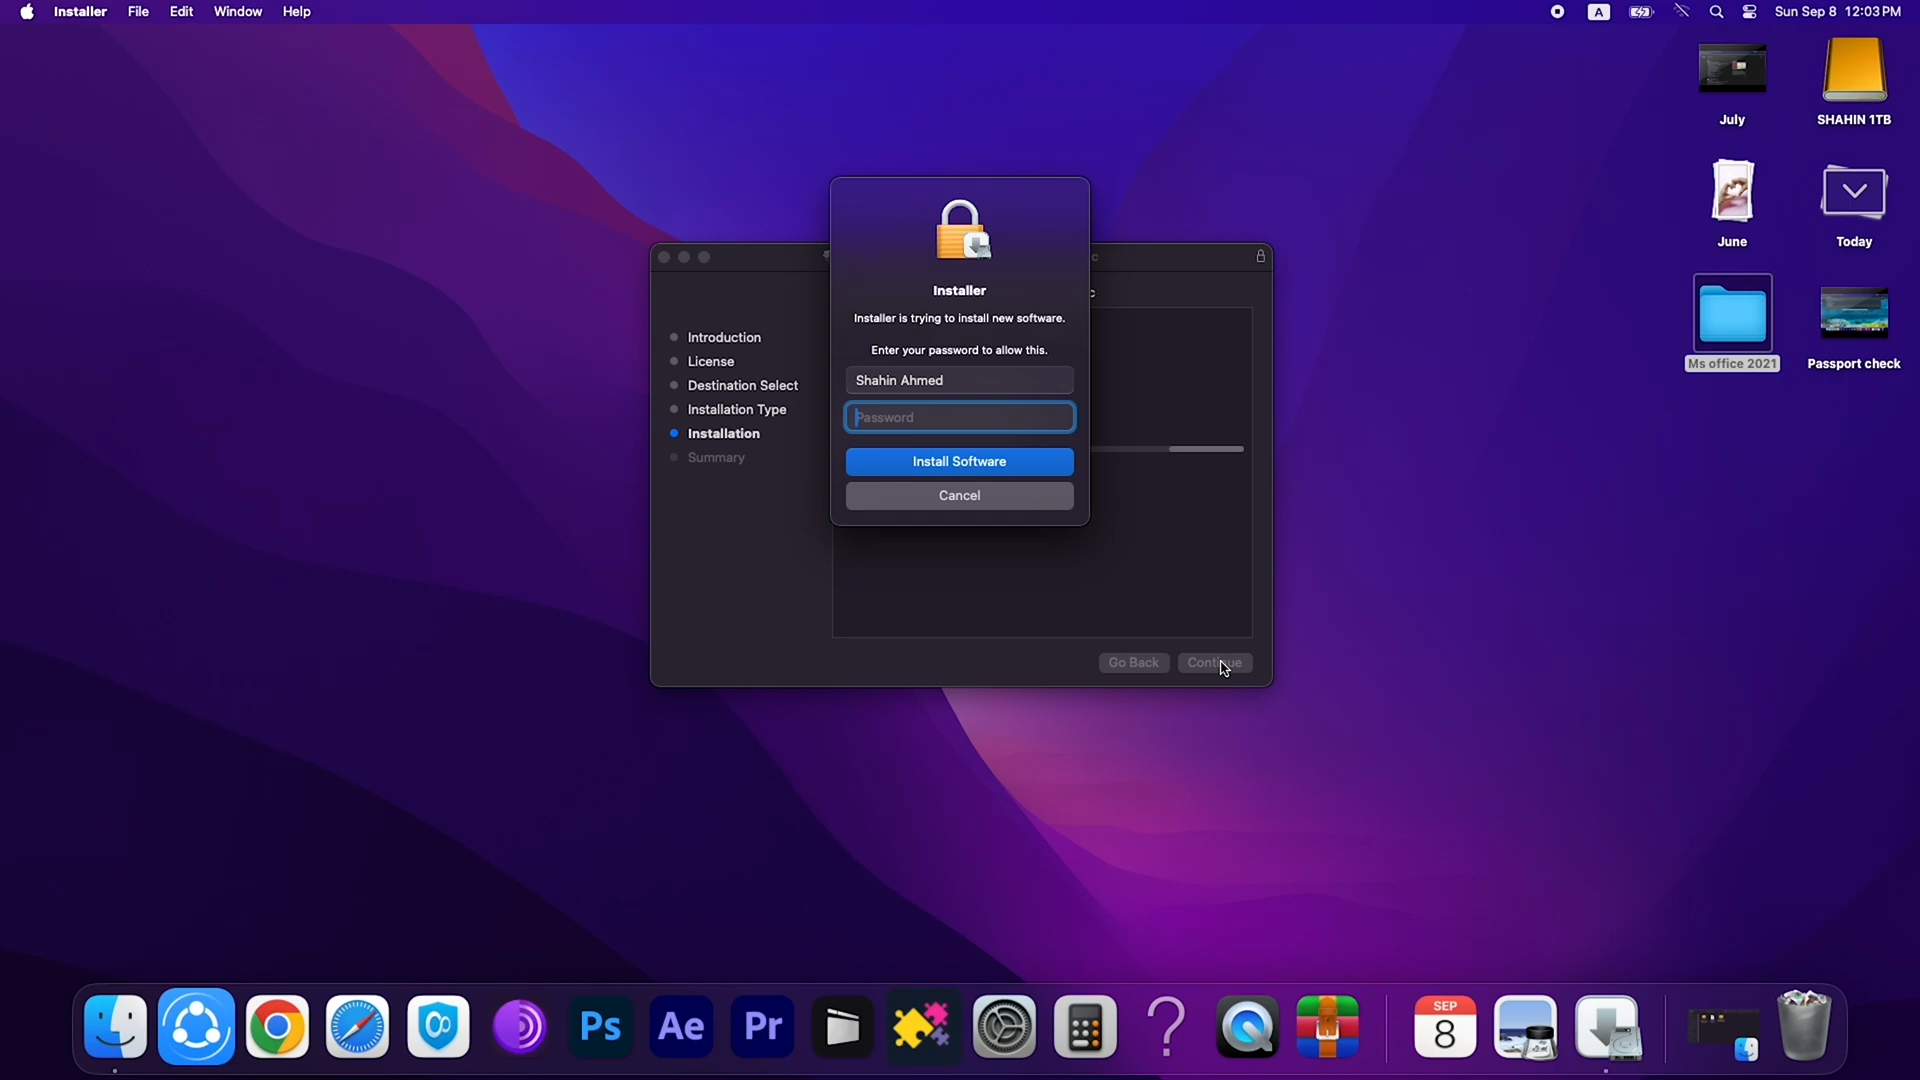 Installer File Edit Window Help
A Sun Sep 8 12:03 PM
July
SHAHIN 1TB
June
Today
Ms office 2021
Passport check
c
c
Introduction
License
Destination Select
Installation Type
Installation
Summary
Installer
Installer is trying to install new software.
Enter your password to allow this.
Shahin Ahmed
Password
Install Software
Cancel
Go Back Continue
Ps Ae Pr
SEP
8